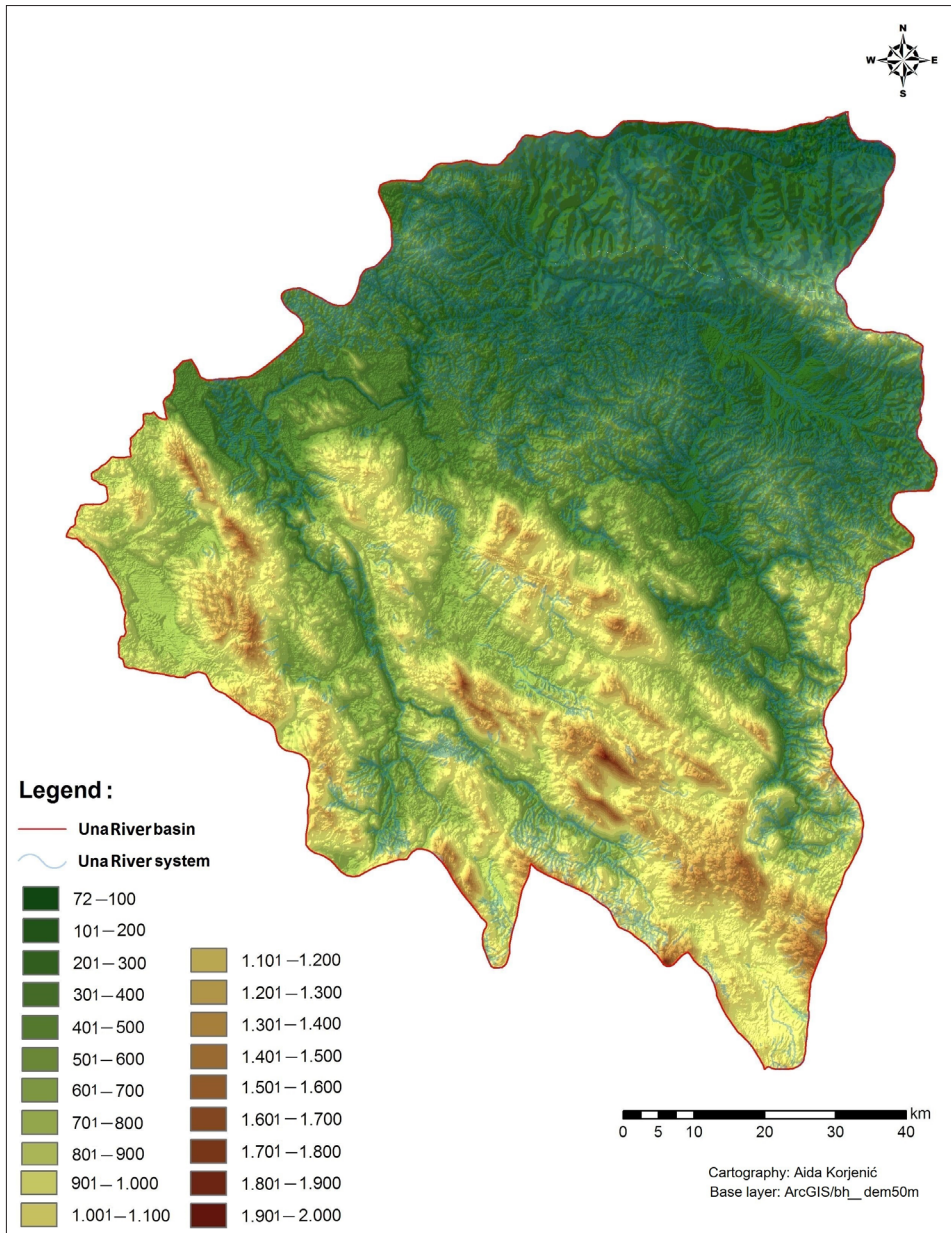 N
W E
S
Legend :
Una River basin
Una River system
72 – 100
101 – 200
201 – 300
301 – 400
401 – 500
501 – 600
601 – 700
701 – 800
801 – 900
901 – 1.000
1.001 – 1.100
1.101 – 1.200
1.201 – 1.300
1.301 – 1.400
1.401 – 1.500
1.501 – 1.600
1.601 – 1.700
1.701 – 1.800
1.801 – 1.900
1.901 – 2.000
km
0 5 10 20 30 40
Cartography: Aida Korjenić
Base layer: ArcGIS/bh__dem50m